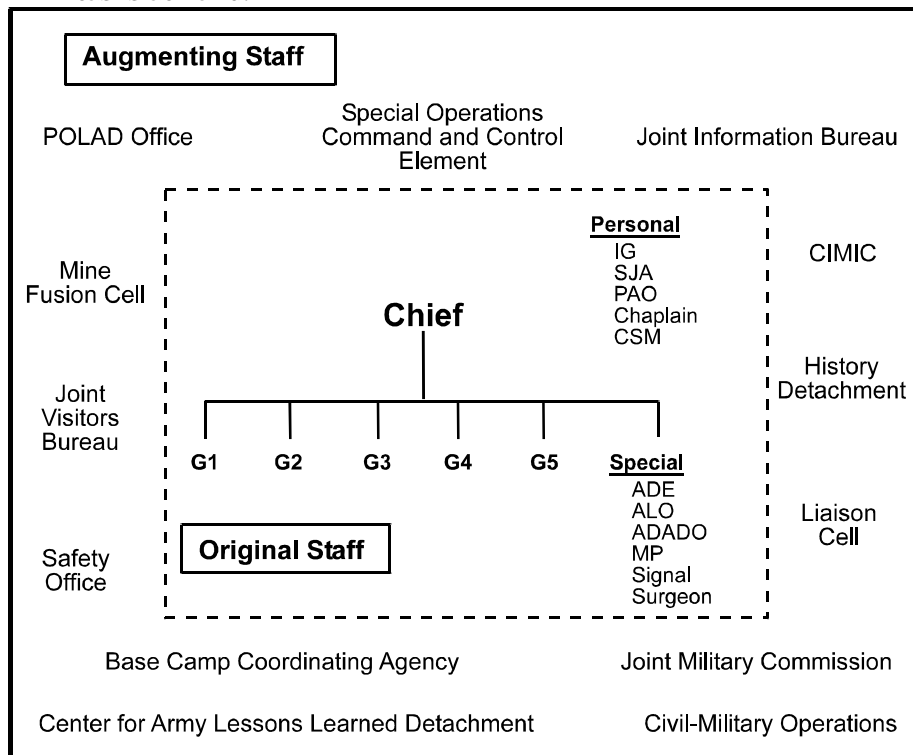 Augmenting Staff
POLAD Office
Special Operations
Command and Control
Element
Joint Information Bureau
Mine
Fusion Cell
Personal
IG
SJA
PAO
Chaplain
CSM
CIMIC
Chief
Joint
Visitors
Bureau
History
Detachment
G1 G2 G3 G4 G5
Special
ADE
ALO
ADADO
MP
Signal
Surgeon
Original Staff
Liaison
Cell
Safety
Office
Base Camp Coordinating Agency
Joint Military Commission
Center for Army Lessons Learned Detachment
Civil-Military Operations